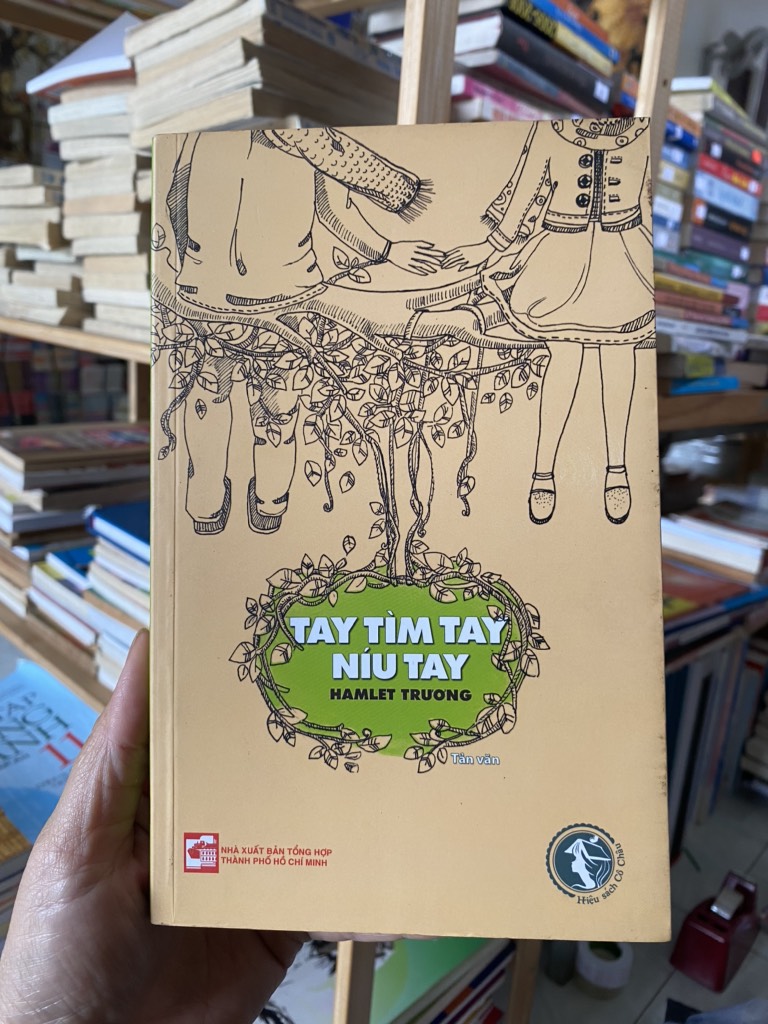 TAY TÌM TAY
NÍU TAY
HAMLET TRƯƠNG
Tản văn
NHÀ XUẤT BẢN TỔNG HỢP
THÀNH PHỐ HỒ CHÍ MINH
Hiệu sách Cô Chân